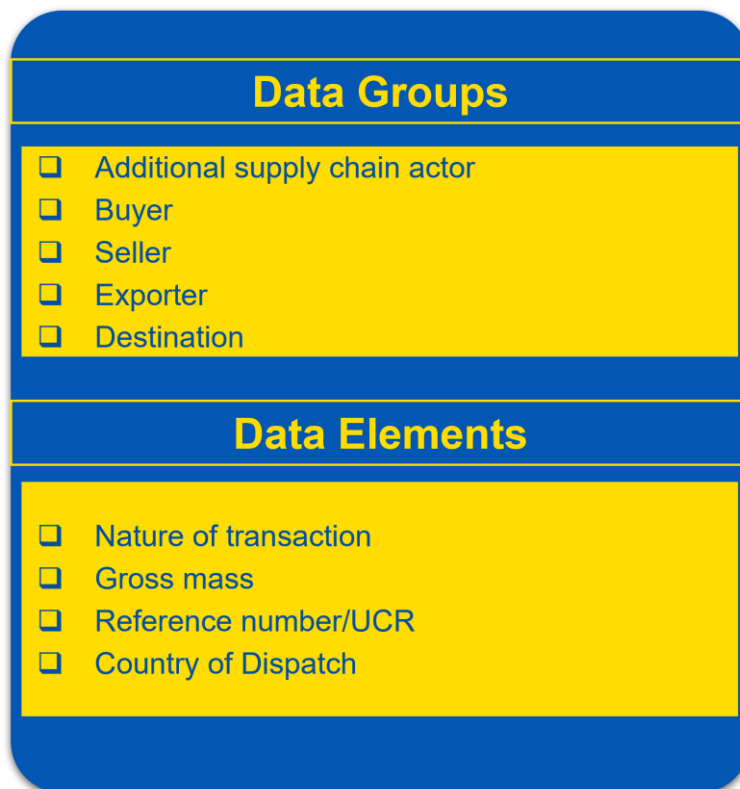 Data Groups
❑ Additional supply chain actor
❑ Buyer
❑ Seller
❑ Exporter
❑ Destination
Data Elements
❑ Nature of transaction
❑ Gross mass
❑ Reference number/UCR
❑ Country of Dispatch